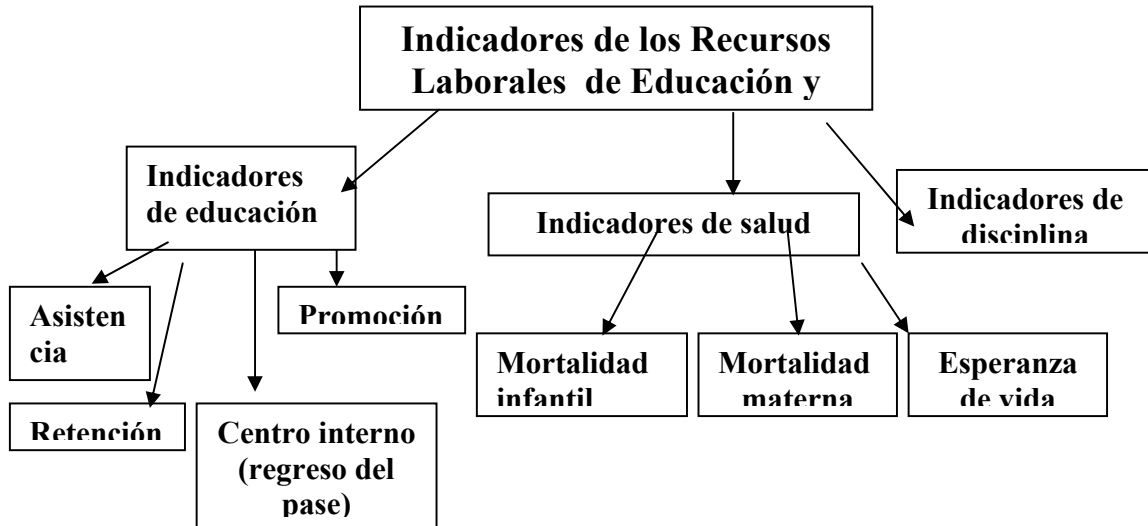 Indicadores de los Recursos
Laborales de Educación y
Indicadores
de educación
Indicadores de salud
Indicadores de
disciplina
Asisten
cia
Promoción
Retención
Centro interno
(regreso del
pase)
Mortalidad
infantil
Mortalidad
materna
Esperanza
de vida